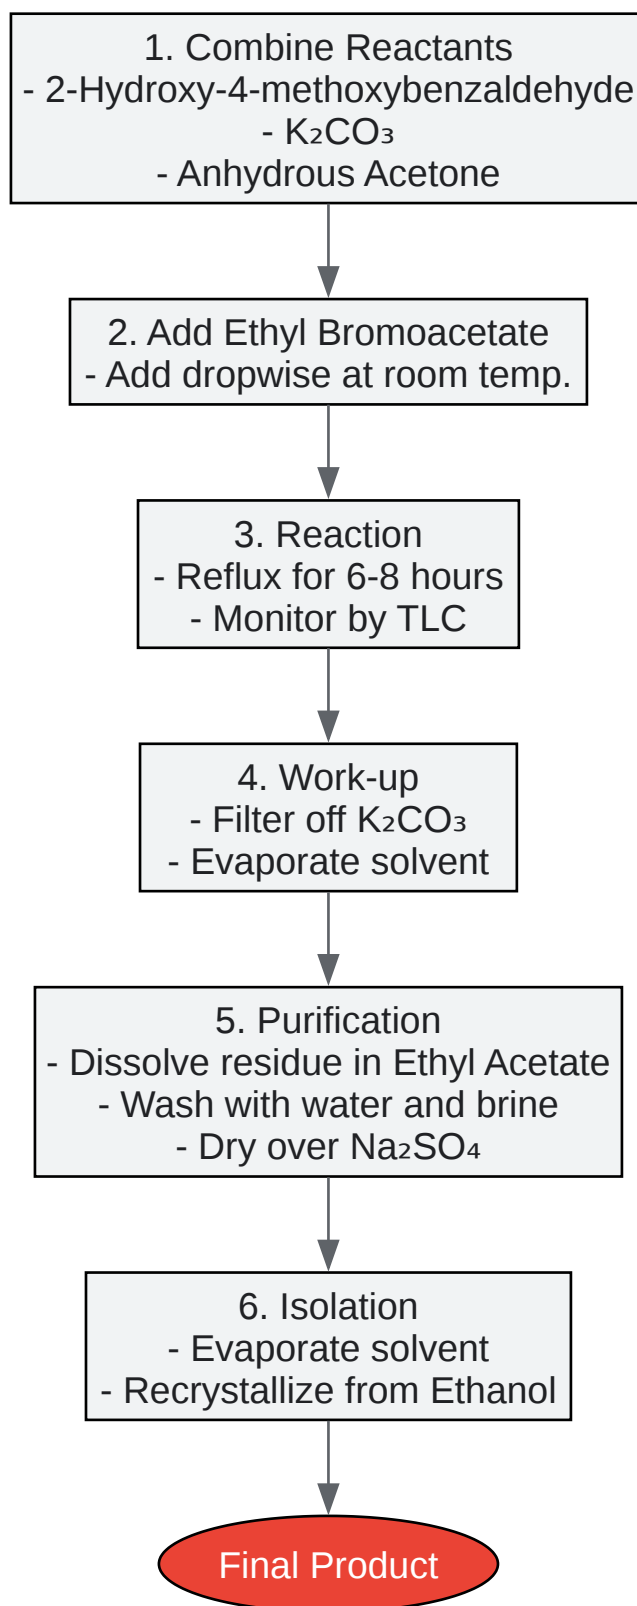 1. Combine Reactants
- 2-Hydroxy-4-methoxybenzaldehyde
- K₂CO₃
- Anhydrous Acetone
2. Add Ethyl Bromoacetate
- Add dropwise at room temp.
3. Reaction
- Reflux for 6-8 hours
- Monitor by TLC
4. Work-up
- Filter off K₂CO₃
- Evaporate solvent
5. Purification
- Dissolve residue in Ethyl Acetate
- Wash with water and brine
- Dry over Na₂SO₄
6. Isolation
- Evaporate solvent
- Recrystallize from Ethanol
Final Product